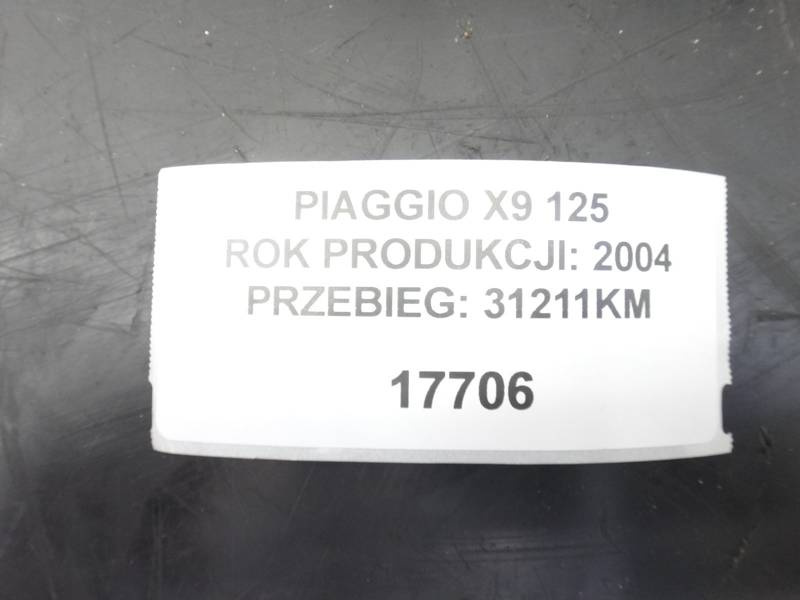 PIAGGIO X9 125
ROK PRODUKCJI: 2004
PRZEBIEG: 31211KM
17706